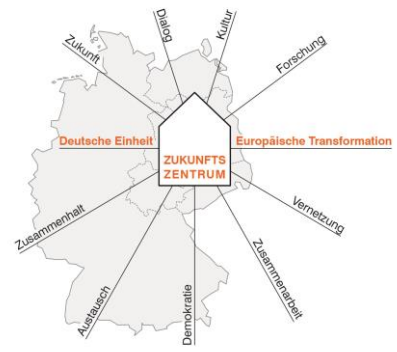 Dialog
Kultur
Zukunft
Forschung
Deutsche Einheit
Europäische Transformation
ZUKUNFTS
ZENTRUM
Zusammenhalt
Vernetzung
Austausch
Demokratie
Zusammenarbeit